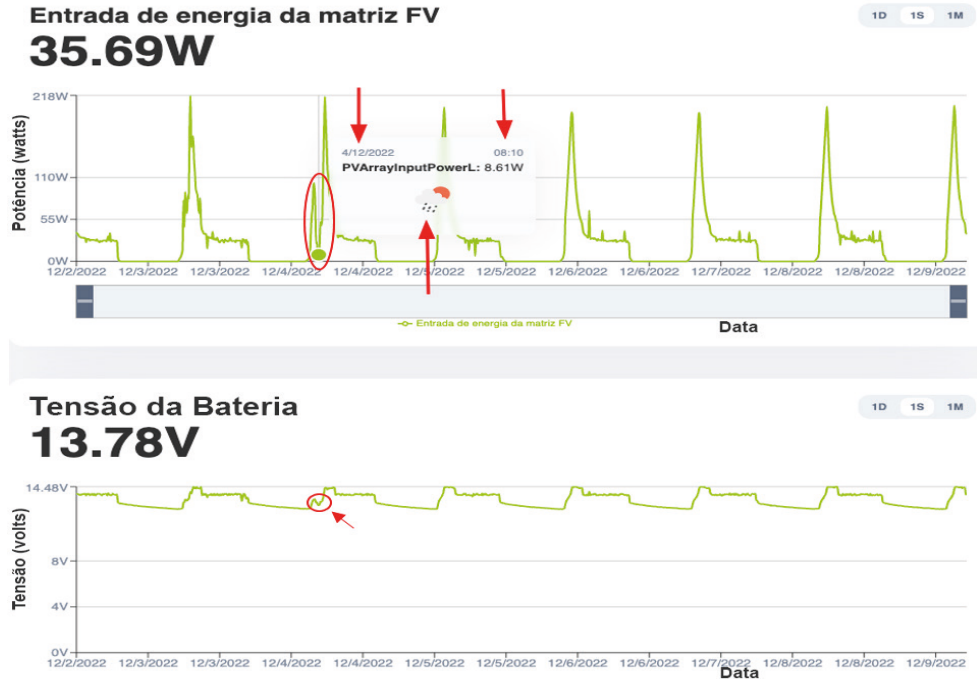 Entrada de energia da matriz FV
1D 1S 1M
35.69W
218W
110W
55W
0W
Potência (watts)
4/12/2022 08:10
PVArrayInputPowerL: 8.61W
12/2/2022 12/3/2022 12/3/2022 12/4/2022 12/4/2022 12/5/2022 12/5/2022 12/6/2022 12/6/2022 12/7/2022 12/8/2022 12/8/2022 12/9/2022
Entrada de energia da matriz FV
Data
Tensão da Bateria
1D 1S 1M
13.78V
14.48V
8V
4V
0V
Tensão (volts)
12/2/2022 12/3/2022 12/3/2022 12/4/2022 12/4/2022 12/5/2022 12/5/2022 12/6/2022 12/6/2022 12/7/2022 12/8/2022 12/8/2022 12/9/2022
Data